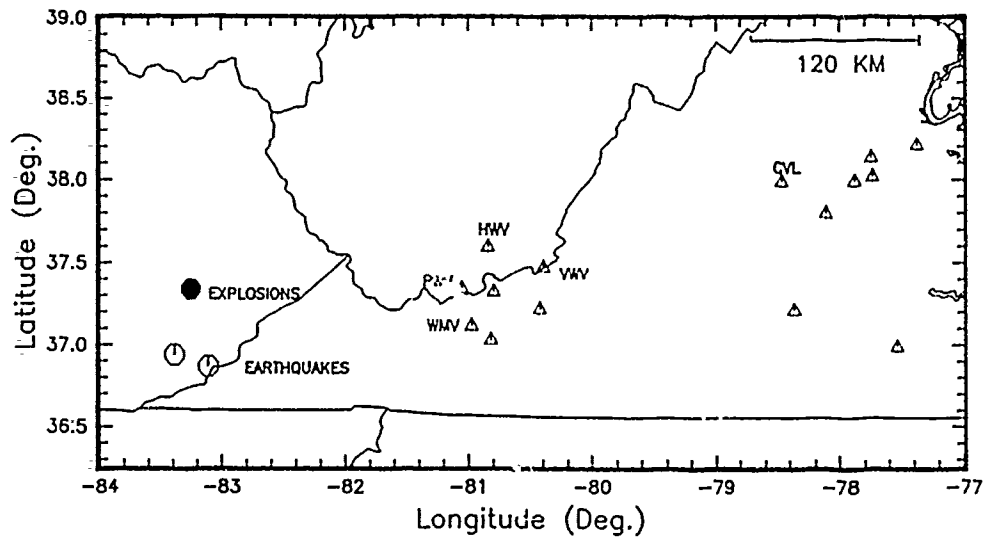 39.0
38.5
38.0
37.5
37.0
36:5
Latitude (Deg.)
120 KM
CVL
HWV
VWV
WMV
EXPLOSIONS
EARTHQUAKES
-84
-83
-82
-81
-80
-79
-78
-77
Longitude (Deg.)